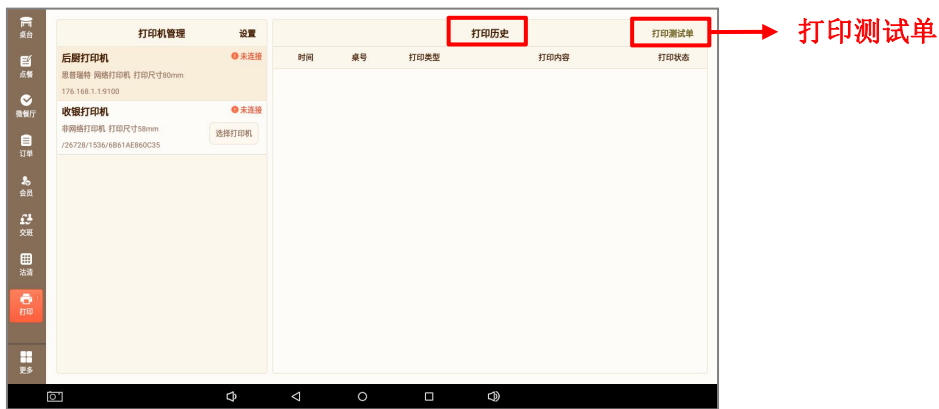 桌台
点餐
微餐厅
订单
会员
交班
沽清
打印
更多
打印机管理 设置
后厨打印机 未连接
思普瑞特 网络打印机 打印尺寸80mm
176.168.1.1:9100
收银打印机 未连接
非网络打印机 打印尺寸58mm
选择打印机
/26728/1536/6B61AE860C35
打印历史 打印测试单
时间 桌号 打印类型 打印内容 打印状态
打印测试单